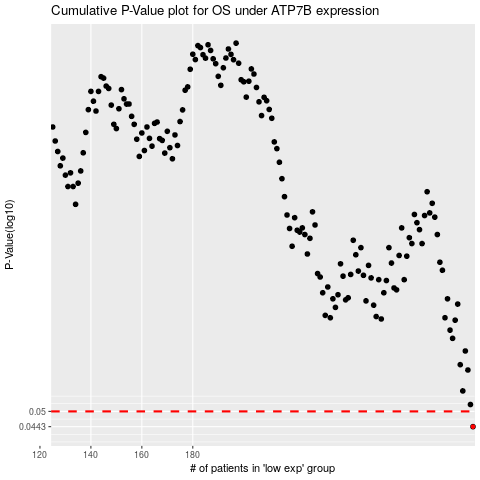 Cumulative P-Value plot for OS under ATP7B expression
P-Value(log10)
0.05
0.0443
120 140 160 180
# of patients in 'low exp' group